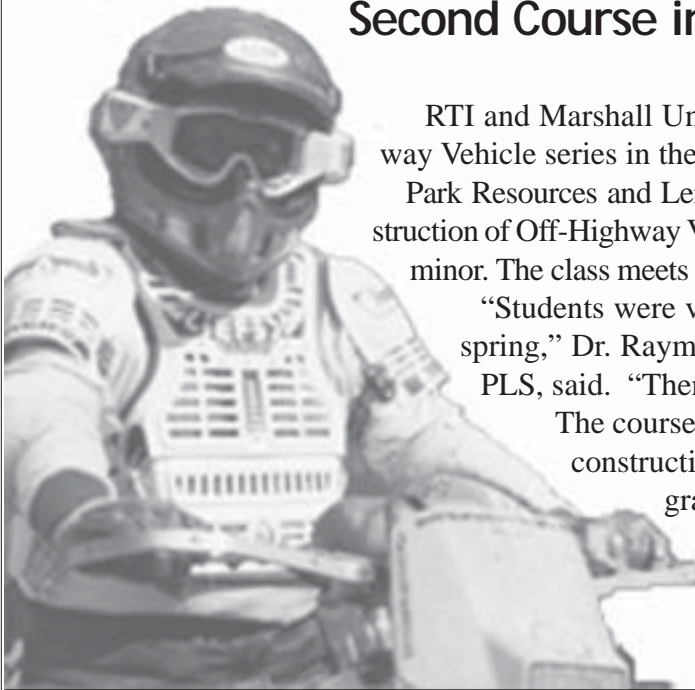 Second Course in
RTI and Marshall Un
way Vehicle series in the
Park Resources and Lei
struction of Off-Highway V
minor. The class meets
“Students were v
spring,” Dr. Raym
PLS, said. “Ther
The course
constructi
gra